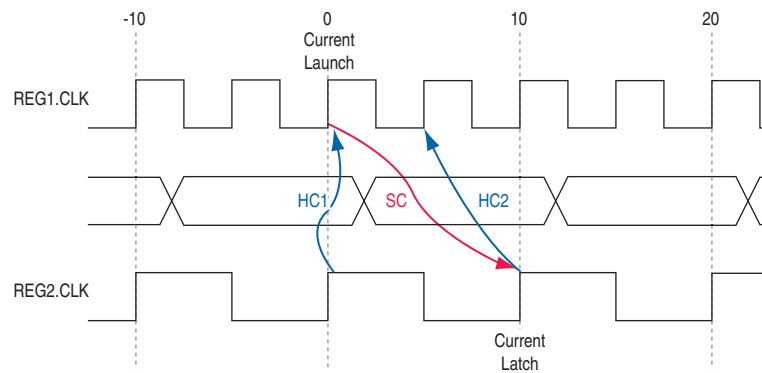 -10 0 10 20
Current
Launch
REG1.CLK
HC1 SC HC2
REG2.CLK
Current
Latch